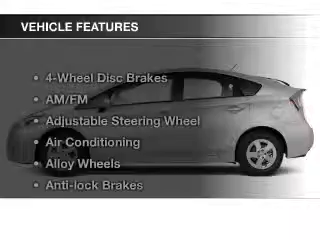 VEHICLE FEATURES
• 4-Wheel Disc Brakes
• AM/FM
• Adjustable Steering Wheel
• Air Conditioning
• Alloy Wheels
• Anti-lock Brakes